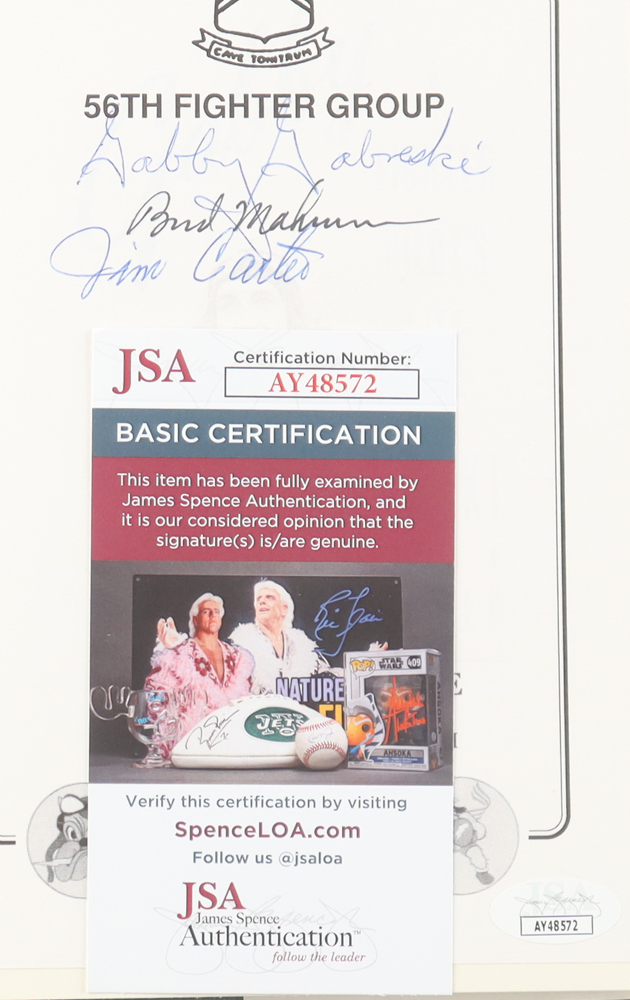 CAVE TONITRUM
56TH FIGHTER GROUP
Gabby Gabreski
Bud Mahurin
Jim Carter
JSA
Certification Number:
AY48572
BASIC CERTIFICATION
This item has been fully examined by
James Spence Authentication, and
it is our considered opinion that the
signature(s) is/are genuine.
POP! STAR WARS 409
NATURE
JETS
AHSOKA
E
Verify this certification by visiting
SpenceLOA.com
Follow us @jsaloa
JSA
James Spence
Authentication™
follow the leader
JSA
AY48572